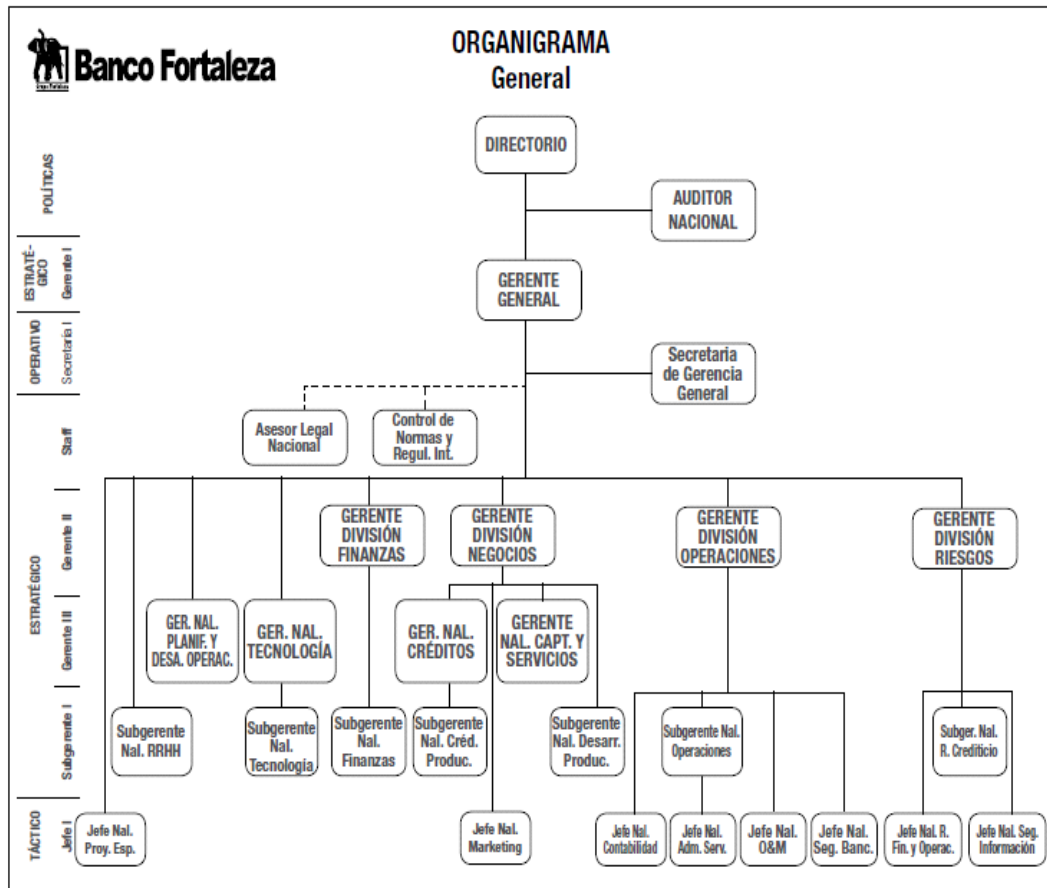 Banco Fortaleza
Grupo Fortaleza
ORGANIGRAMA
General
POLÍTICAS
DIRECTORIO
AUDITOR
NACIONAL
ESTRATÉ-
GICO
Gerente I
GERENTE
GENERAL
OPERATIVO
Secretaria I
Secretaria
de Gerencia
General
Staff
Asesor Legal
Nacional
Control de
Normas y
Regul. Int.
ESTRATÉGICO
Gerente II
GERENTE
DIVISIÓN
FINANZAS
GERENTE
DIVISIÓN
NEGOCIOS
GERENTE
DIVISIÓN
OPERACIONES
GERENTE
DIVISIÓN
RIESGOS
Gerente III
GER. NAL.
PLANIF. Y
DESA. OPERAC.
GER. NAL.
TECNOLOGÍA
GER. NAL.
CRÉDITOS
GERENTE
NAL. CAPT. Y
SERVICIOS
Subgerente I
Subgerente
Nal. RRHH
Subgerente
Nal.
Tecnología
Subgerente
Nal.
Finanzas
Subgerente
Nal. Créd.
Produc.
Subgerente
Nal. Desarr.
Produc.
Subgerente Nal.
Operaciones
Subger. Nal.
R. Crediticio
TÁCTICO
Jefe I
Jefe Nal.
Proy. Esp.
Jefe Nal.
Marketing
Jefe Nal.
Contabilidad
Jefe Nal.
Adm. Serv.
Jefe Nal.
O&M
Jefe Nal.
Seg. Banc.
Jefe Nal. R.
Fin. y Operac.
Jefe Nal. Seg.
Información